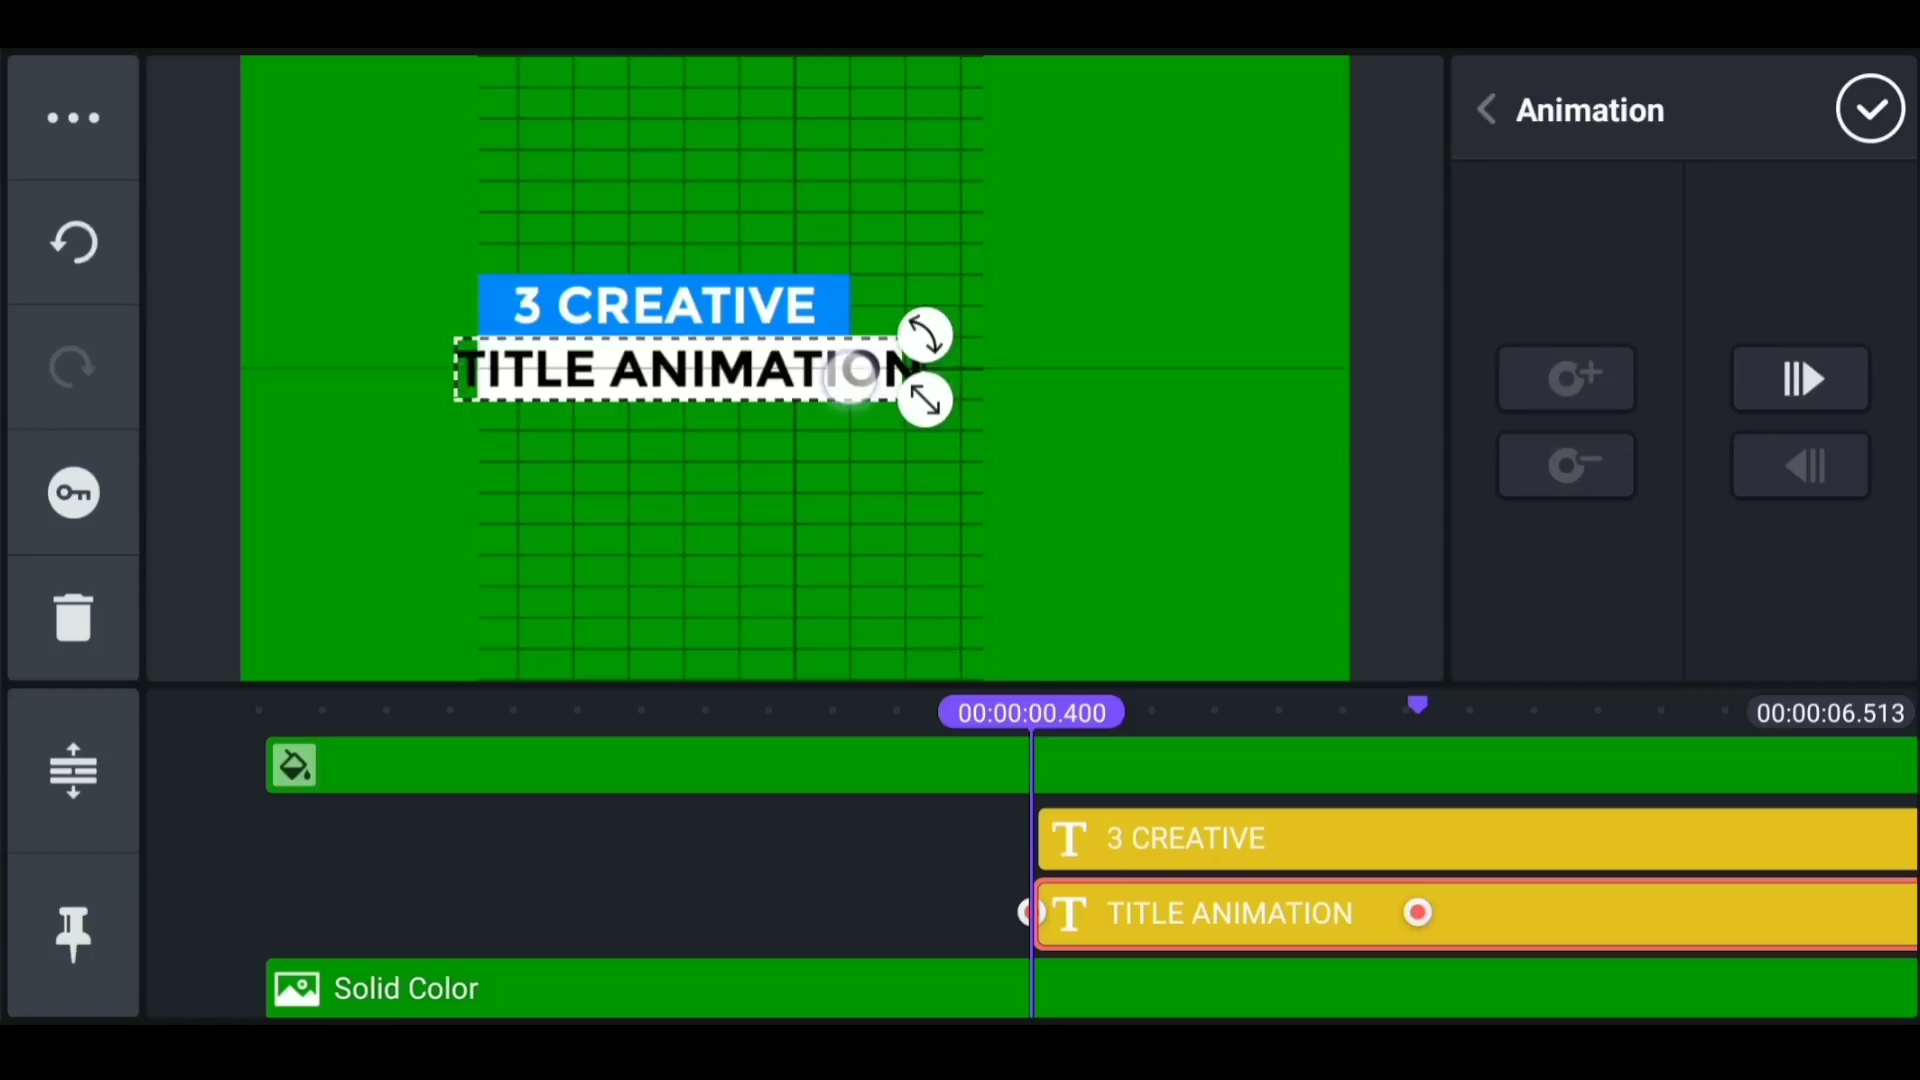 Animation
3 CREATIVE
TITLE ANIMATION
00:00:00.400
00:00:06.513
T 3 CREATIVE
T TITLE ANIMATION
Solid Color